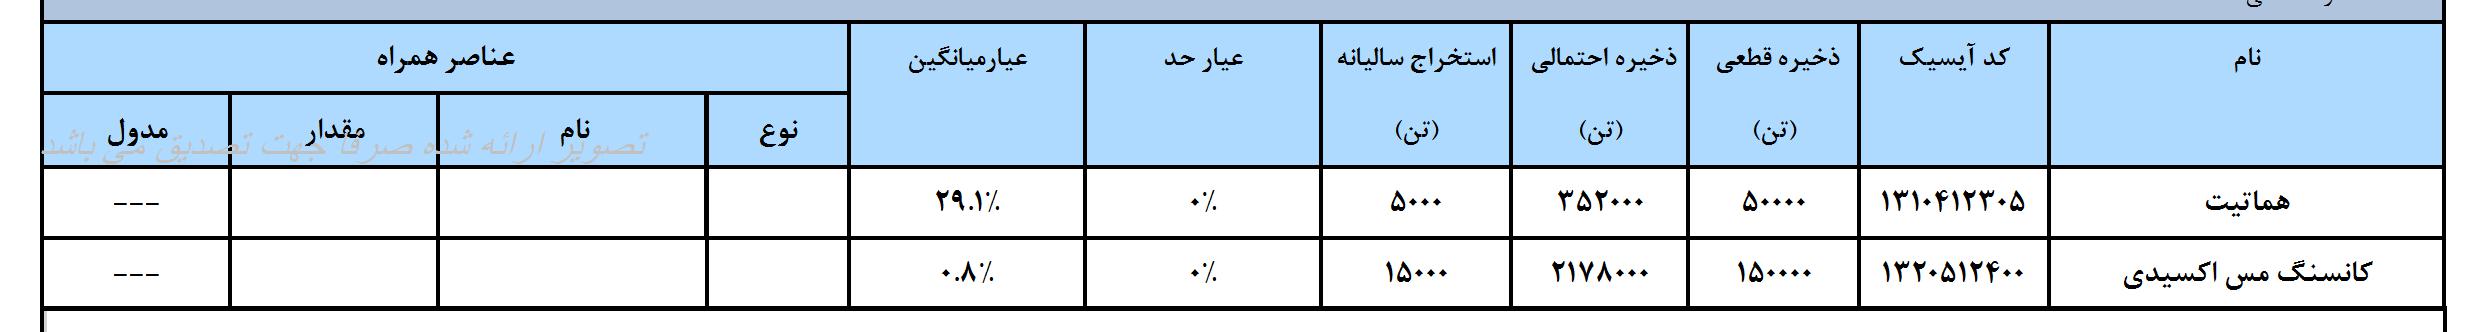 نام کد آیسیک ذخیره قطعی ذخیره احتمالی استخراج سالیانه عیار حد عیارمیانگین عناصر همراه
(تن) (تن) (تن) نوع نام مقدار مدول
تصویر ارائه شده صرفا جهت تصدیق می باشد
هماتیت ۱۳۱۰۴۱۲۳۰۵ ۵۰۰۰۰ ۳۵۲۰۰۰ ۵۰۰۰ ۰% ۲۹.۱% ---
کانسنگ مس اکسیدی ۱۳۲۰۵۱۲۴۰۰ ۱۵۰۰۰۰ ۲۱۷۸۰۰۰ ۱۵۰۰۰ ۰% ۰.۸% ---